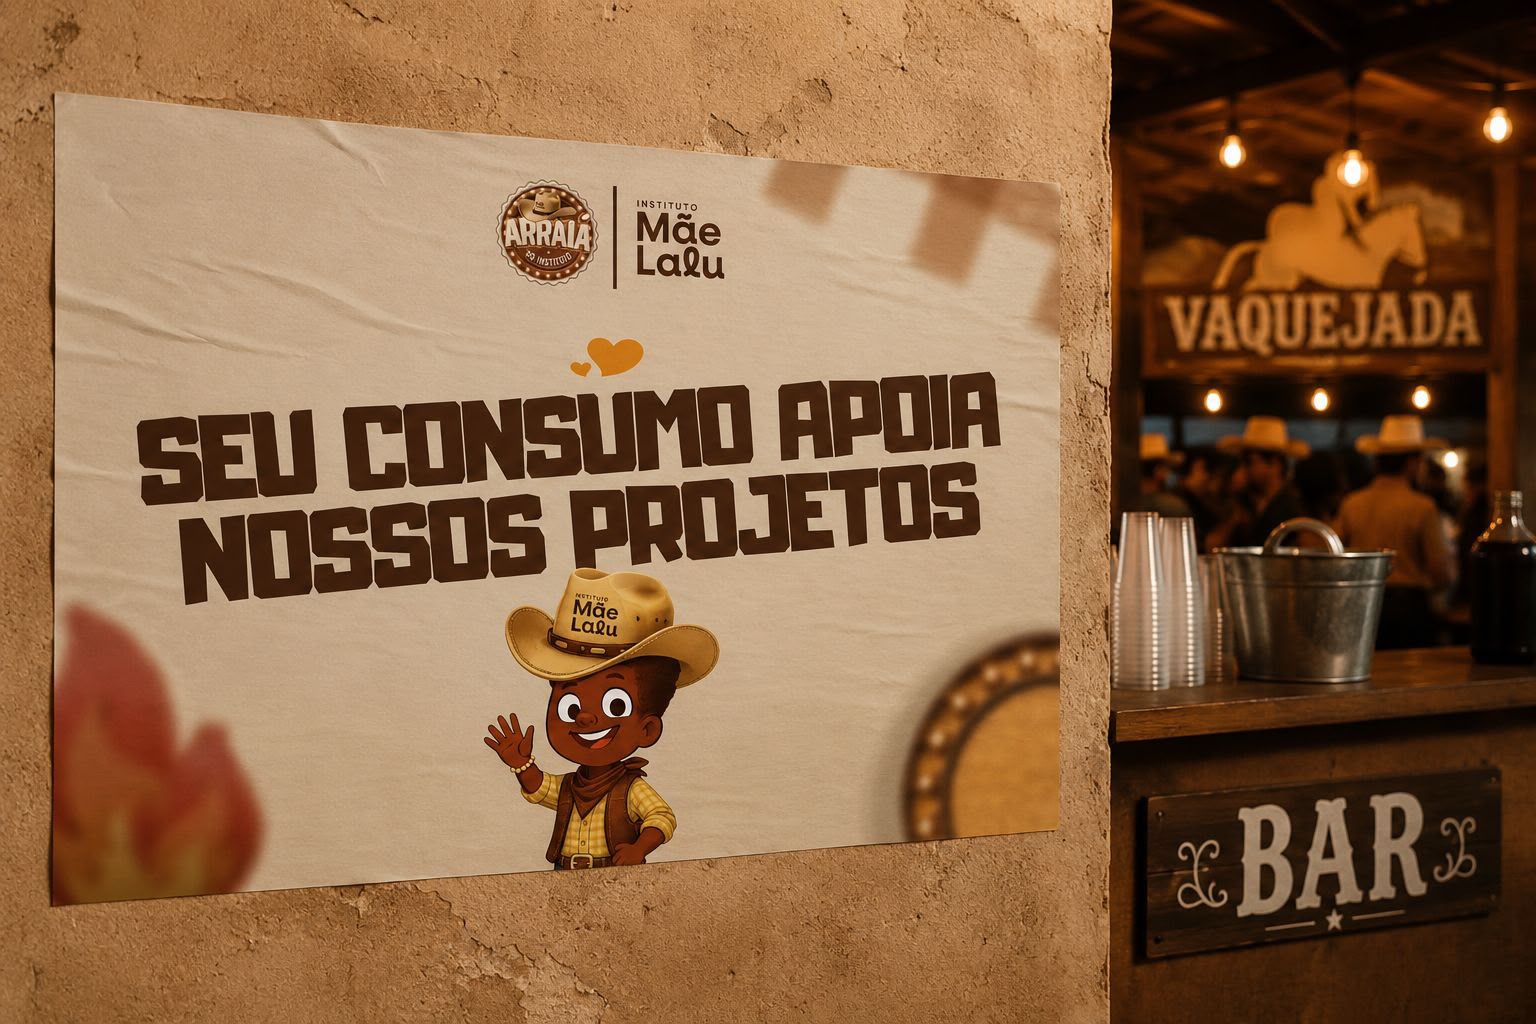 ARRAIÁ
DO INSTITUTO
INSTITUTO
Mãe
Lalu
SEU CONSUMO APOIA
NOSSOS PROJETOS
INSTITUTO
Mãe
Lalu
VAQUEJADA
BAR